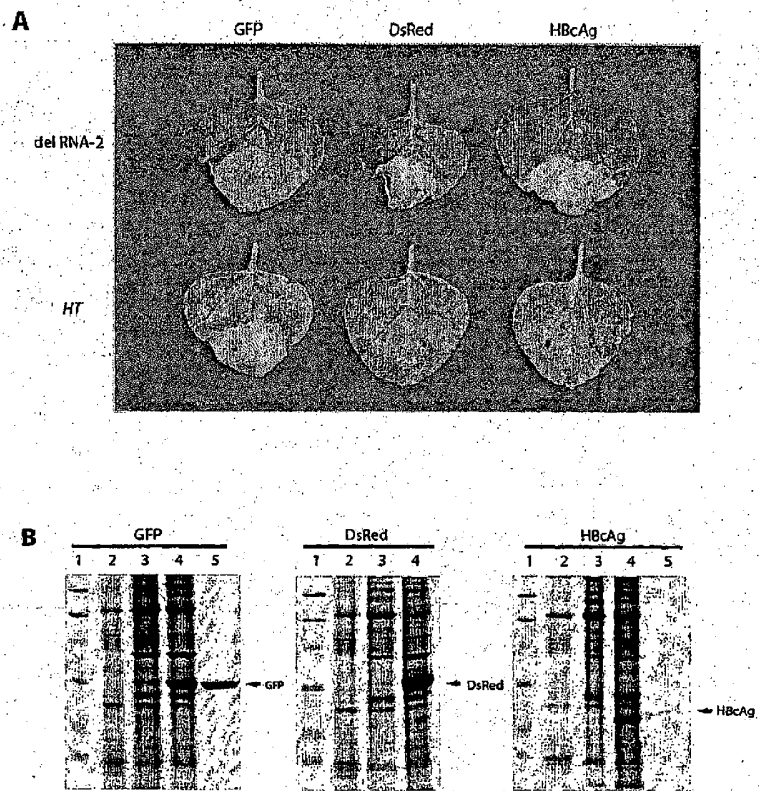 A
GFP DsRed HBcAg
del RNA-2
HT
B
GFP DsRed HBcAg
1 2 3 4 5 1 2 3 4 1 2 3 4 5
GFP DsRed HBcAg